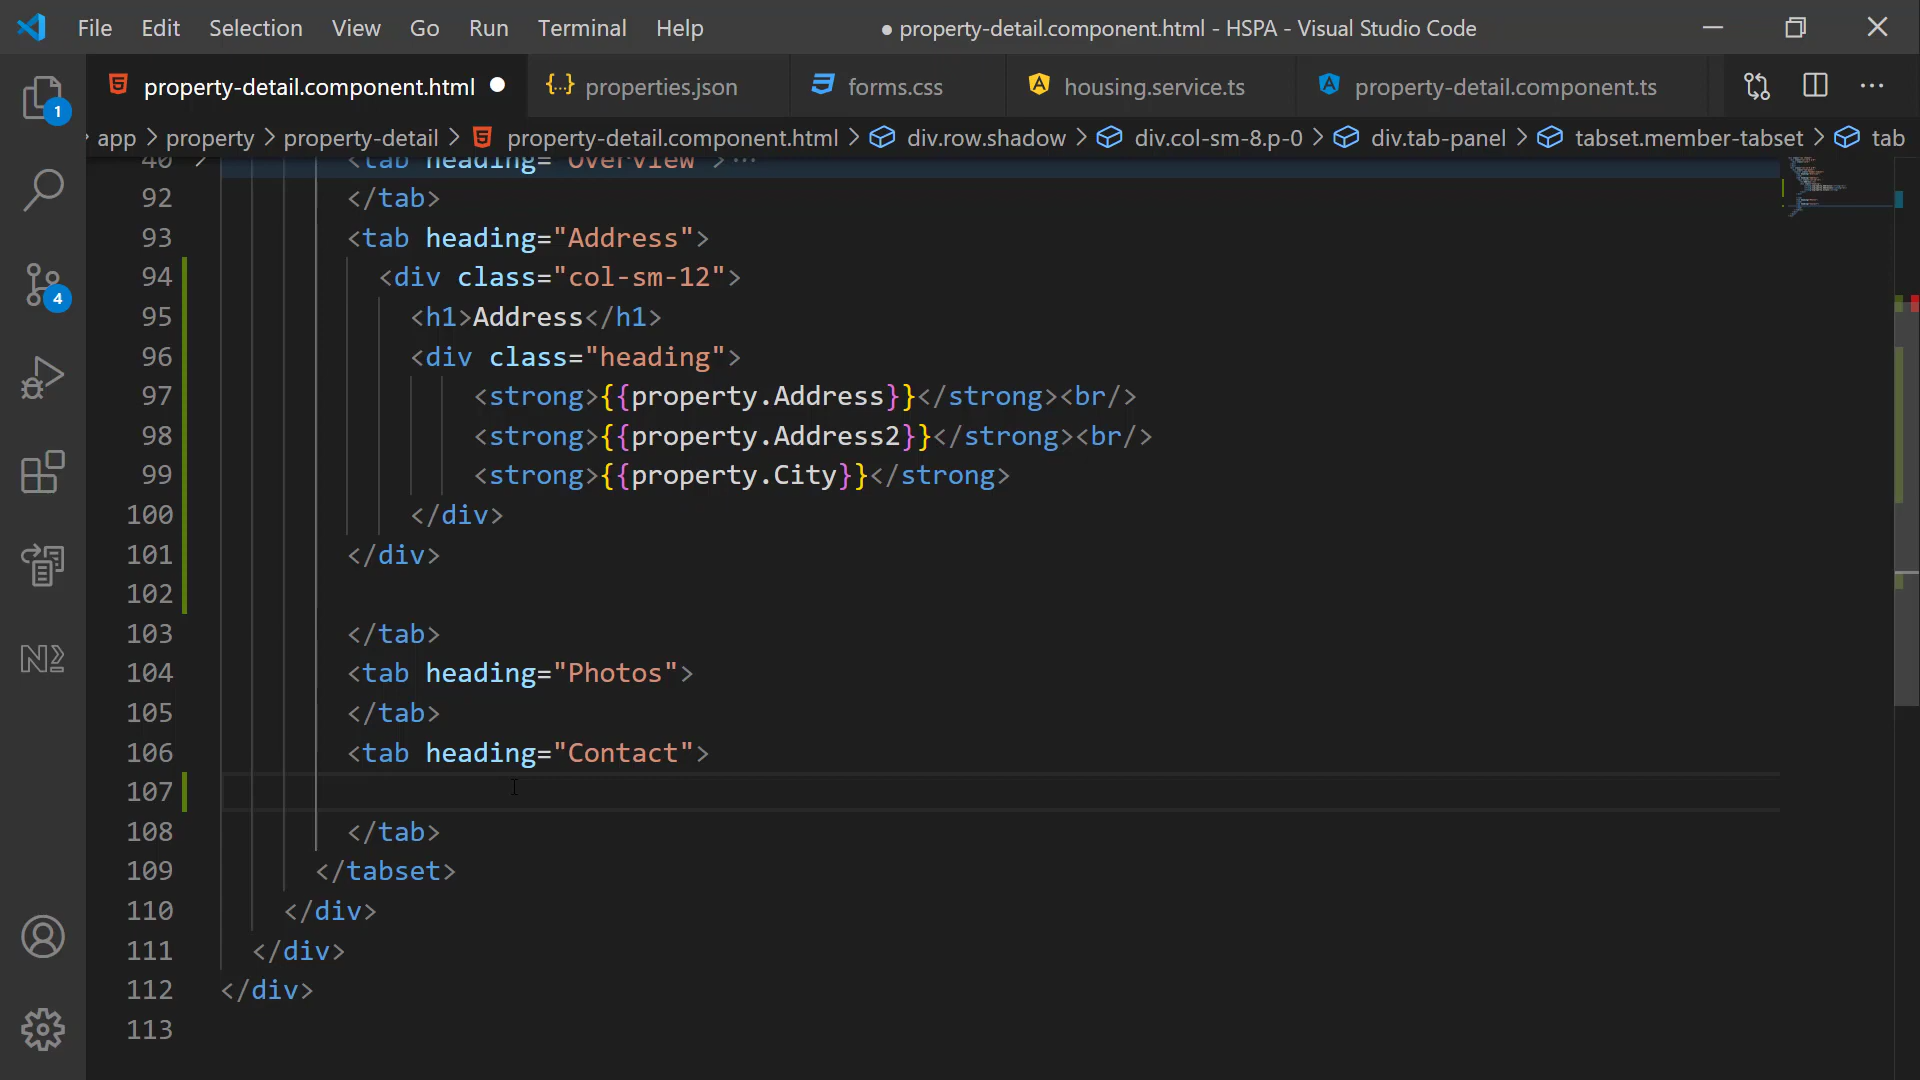 File Edit Selection View Go Run Terminal Help ● property-detail.component.html - HSPA - Visual Studio Code
property-detail.component.html ● {..} properties.json forms.css housing.service.ts property-detail.component.ts ...
app > property > property-detail > property-detail.component.html > div.row.shadow > div.col-sm-8.p-0 > div.tab-panel > tabset.member-tabset > tab
1
4
40 > <tab heading="Overview">...
92 </tab>
93 <tab heading="Address">
94 <div class="col-sm-12">
95 <h1>Address</h1>
96 <div class="heading">
97 <strong>{{property.Address}}</strong><br/>
98 <strong>{{property.Address2}}</strong><br/>
99 <strong>{{property.City}}</strong>
100 </div>
101 </div>
102
103 </tab>
104 <tab heading="Photos">
105 </tab>
106 <tab heading="Contact">
107
108 </tab>
109 </tabset>
110 </div>
111 </div>
112 </div>
113